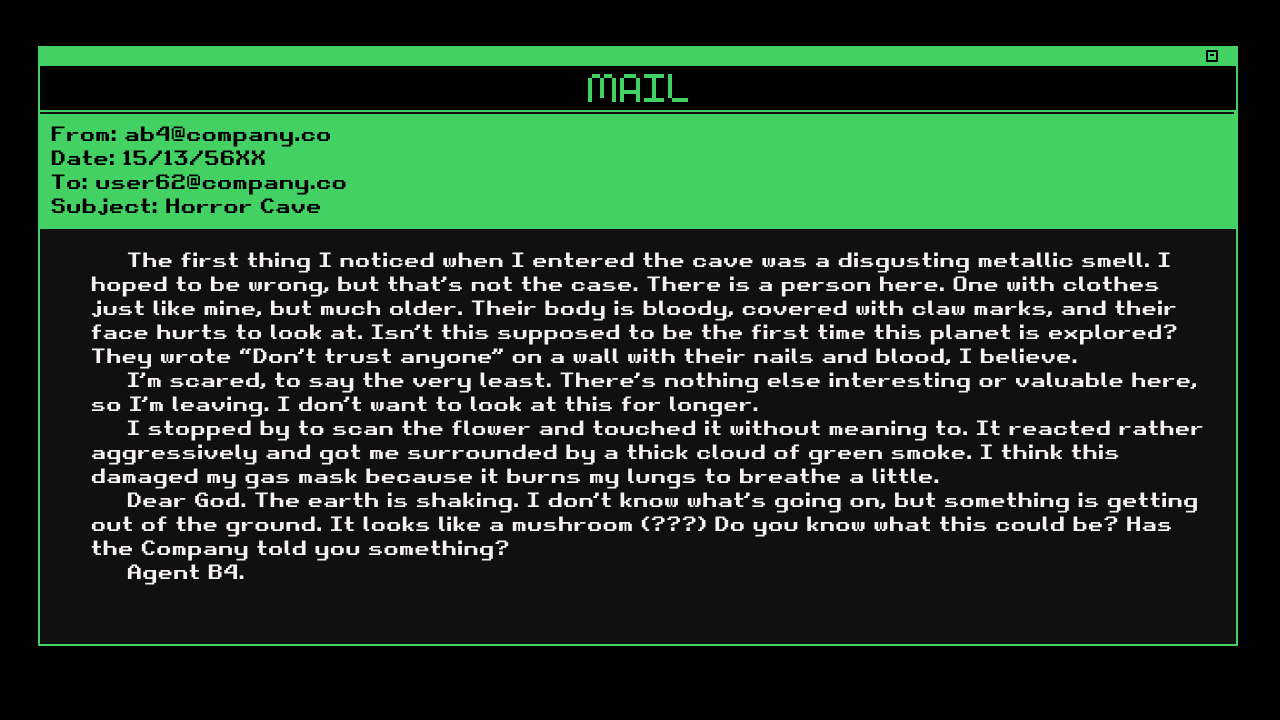 MAIL
From: ab4@company.co
Date: 15/13/56XX
To: user62@company.co
Subject: Horror Cave
The first thing I noticed when I entered the cave was a disgusting metallic smell. I
hoped to be wrong, but that's not the case. There is a person here. One with clothes
just like mine, but much older. Their body is bloody, covered with claw marks, and their
face hurts to look at. Isn't this supposed to be the first time this planet is explored?
They wrote “Don't trust anyone” on a wall with their nails and blood, I believe.
I'm scared, to say the very least. There's nothing else interesting or valuable here,
so I'm leaving. I don't want to look at this for longer.
I stopped by to scan the flower and touched it without meaning to. It reacted rather
aggressively and got me surrounded by a thick cloud of green smoke. I think this
damaged my gas mask because it burns my lungs to breathe a little.
Dear God. The earth is shaking. I don't know what's going on, but something is getting
out of the ground. It looks like a mushroom (???) Do you know what this could be? Has
the Company told you something?
Agent B4.